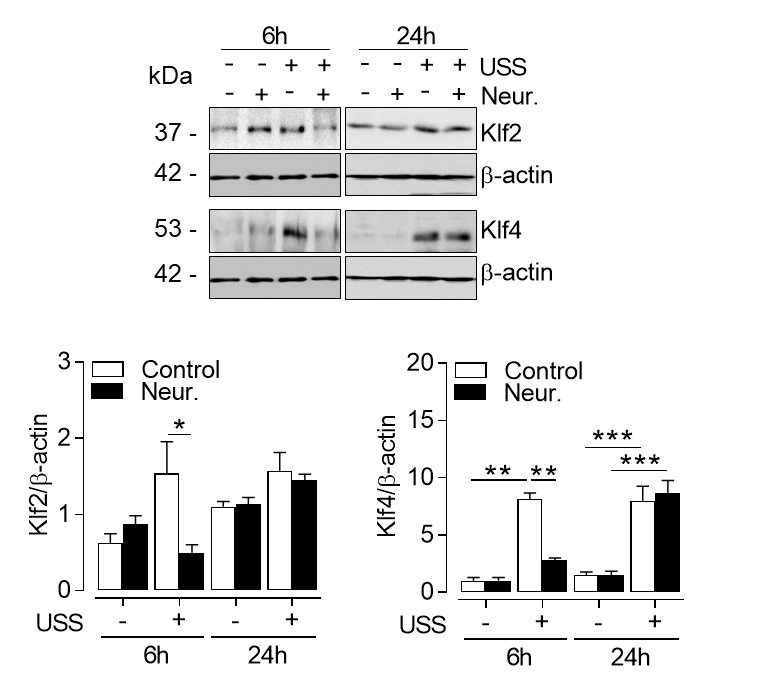 6h 24h
kDa - - + + - - + + USS
- + - + - + - + Neur.
37 - Klf2
42 - β-actin
53 - Klf4
42 - β-actin
3
2
1
0
Klf2/β-actin
Control
Neur.
*
USS - + - +
6h 24h
20
15
10
5
0
Klf4/β-actin
Control
Neur.
***
***
** **
USS - + - +
6h 24h